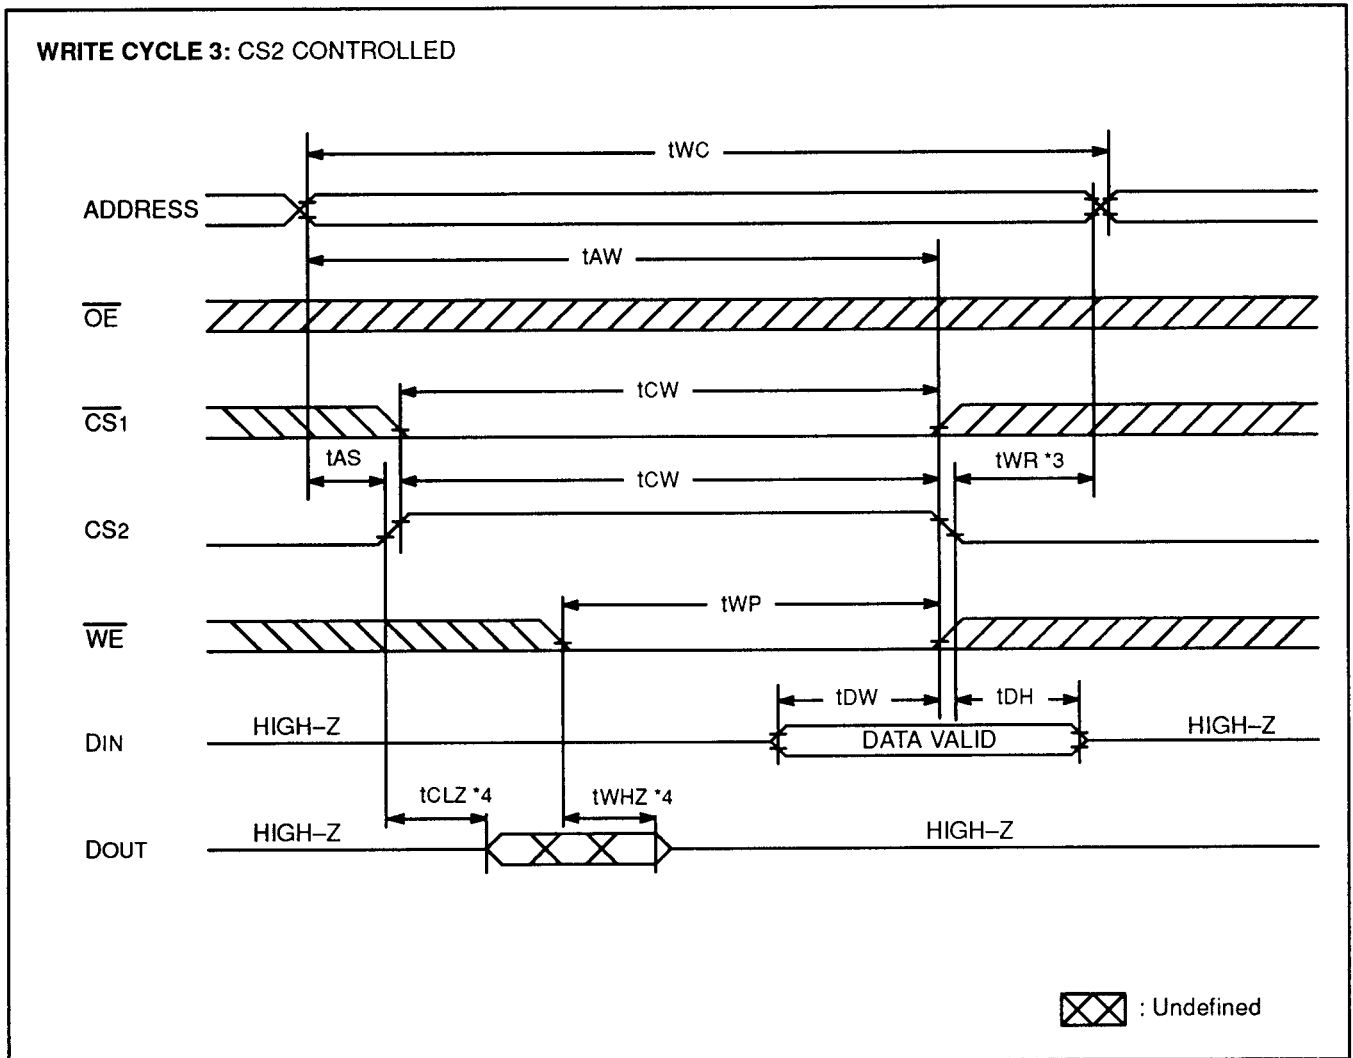 WRITE CYCLE 3: CS2 CONTROLLED
tWC
ADDRESS
tAW
OE
tCW
CS1
tAS
tCW
tWR *3
CS2
tWP
WE
tDW
tDH
DIN
HIGH–Z
DATA VALID
HIGH–Z
tCLZ *4
tWHZ *4
DOUT
HIGH–Z
HIGH–Z
: Undefined